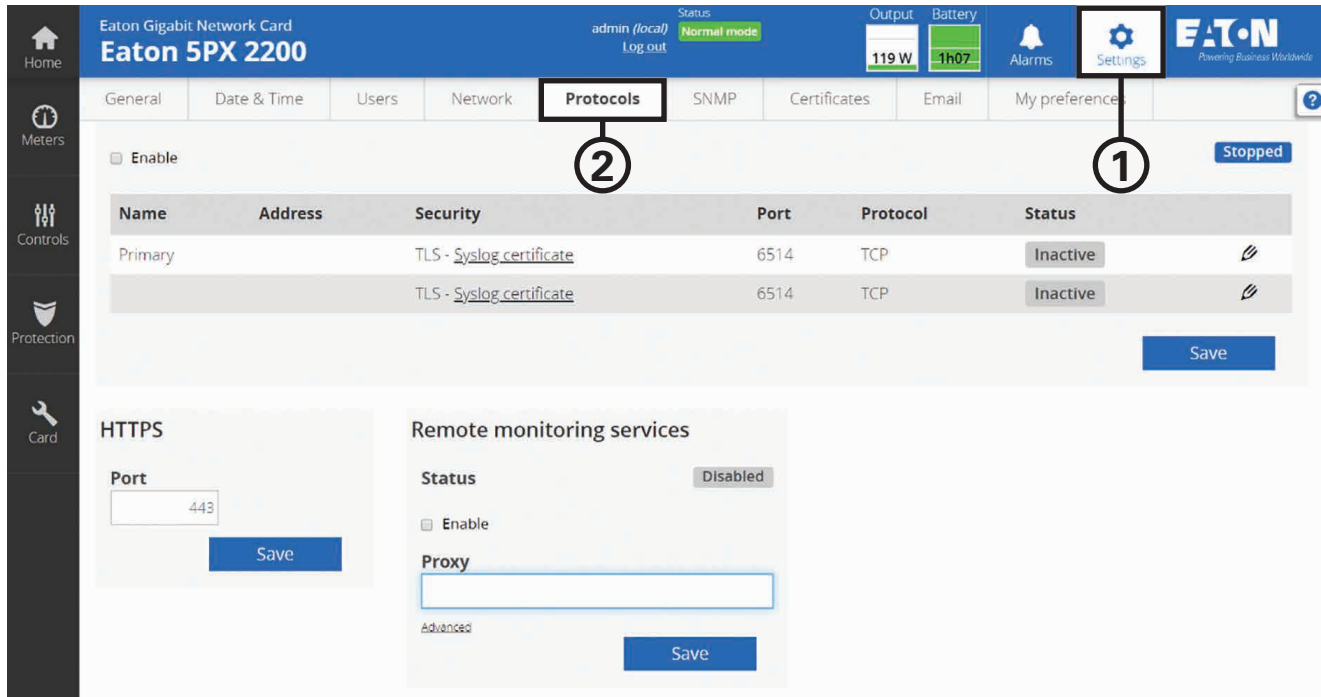 Home
Eaton Gigabit Network Card
Eaton 5PX 2200
admin (local)
Log out
Status
Normal mode
Output
119 W
Battery
1h07
Alarms
Settings
EATON
Powering Business Worldwide
General Date & Time Users Network Protocols SNMP Certificates Email My preferences ?
Meters
2
1
Enable
Stopped
Controls
Name Address Security Port Protocol Status
Primary TLS - Syslog certificate 6514 TCP Inactive
TLS - Syslog certificate 6514 TCP Inactive
Protection
Save
Card
HTTPS
Port
443
Save
Remote monitoring services
Status Disabled
Enable
Proxy
Advanced
Save